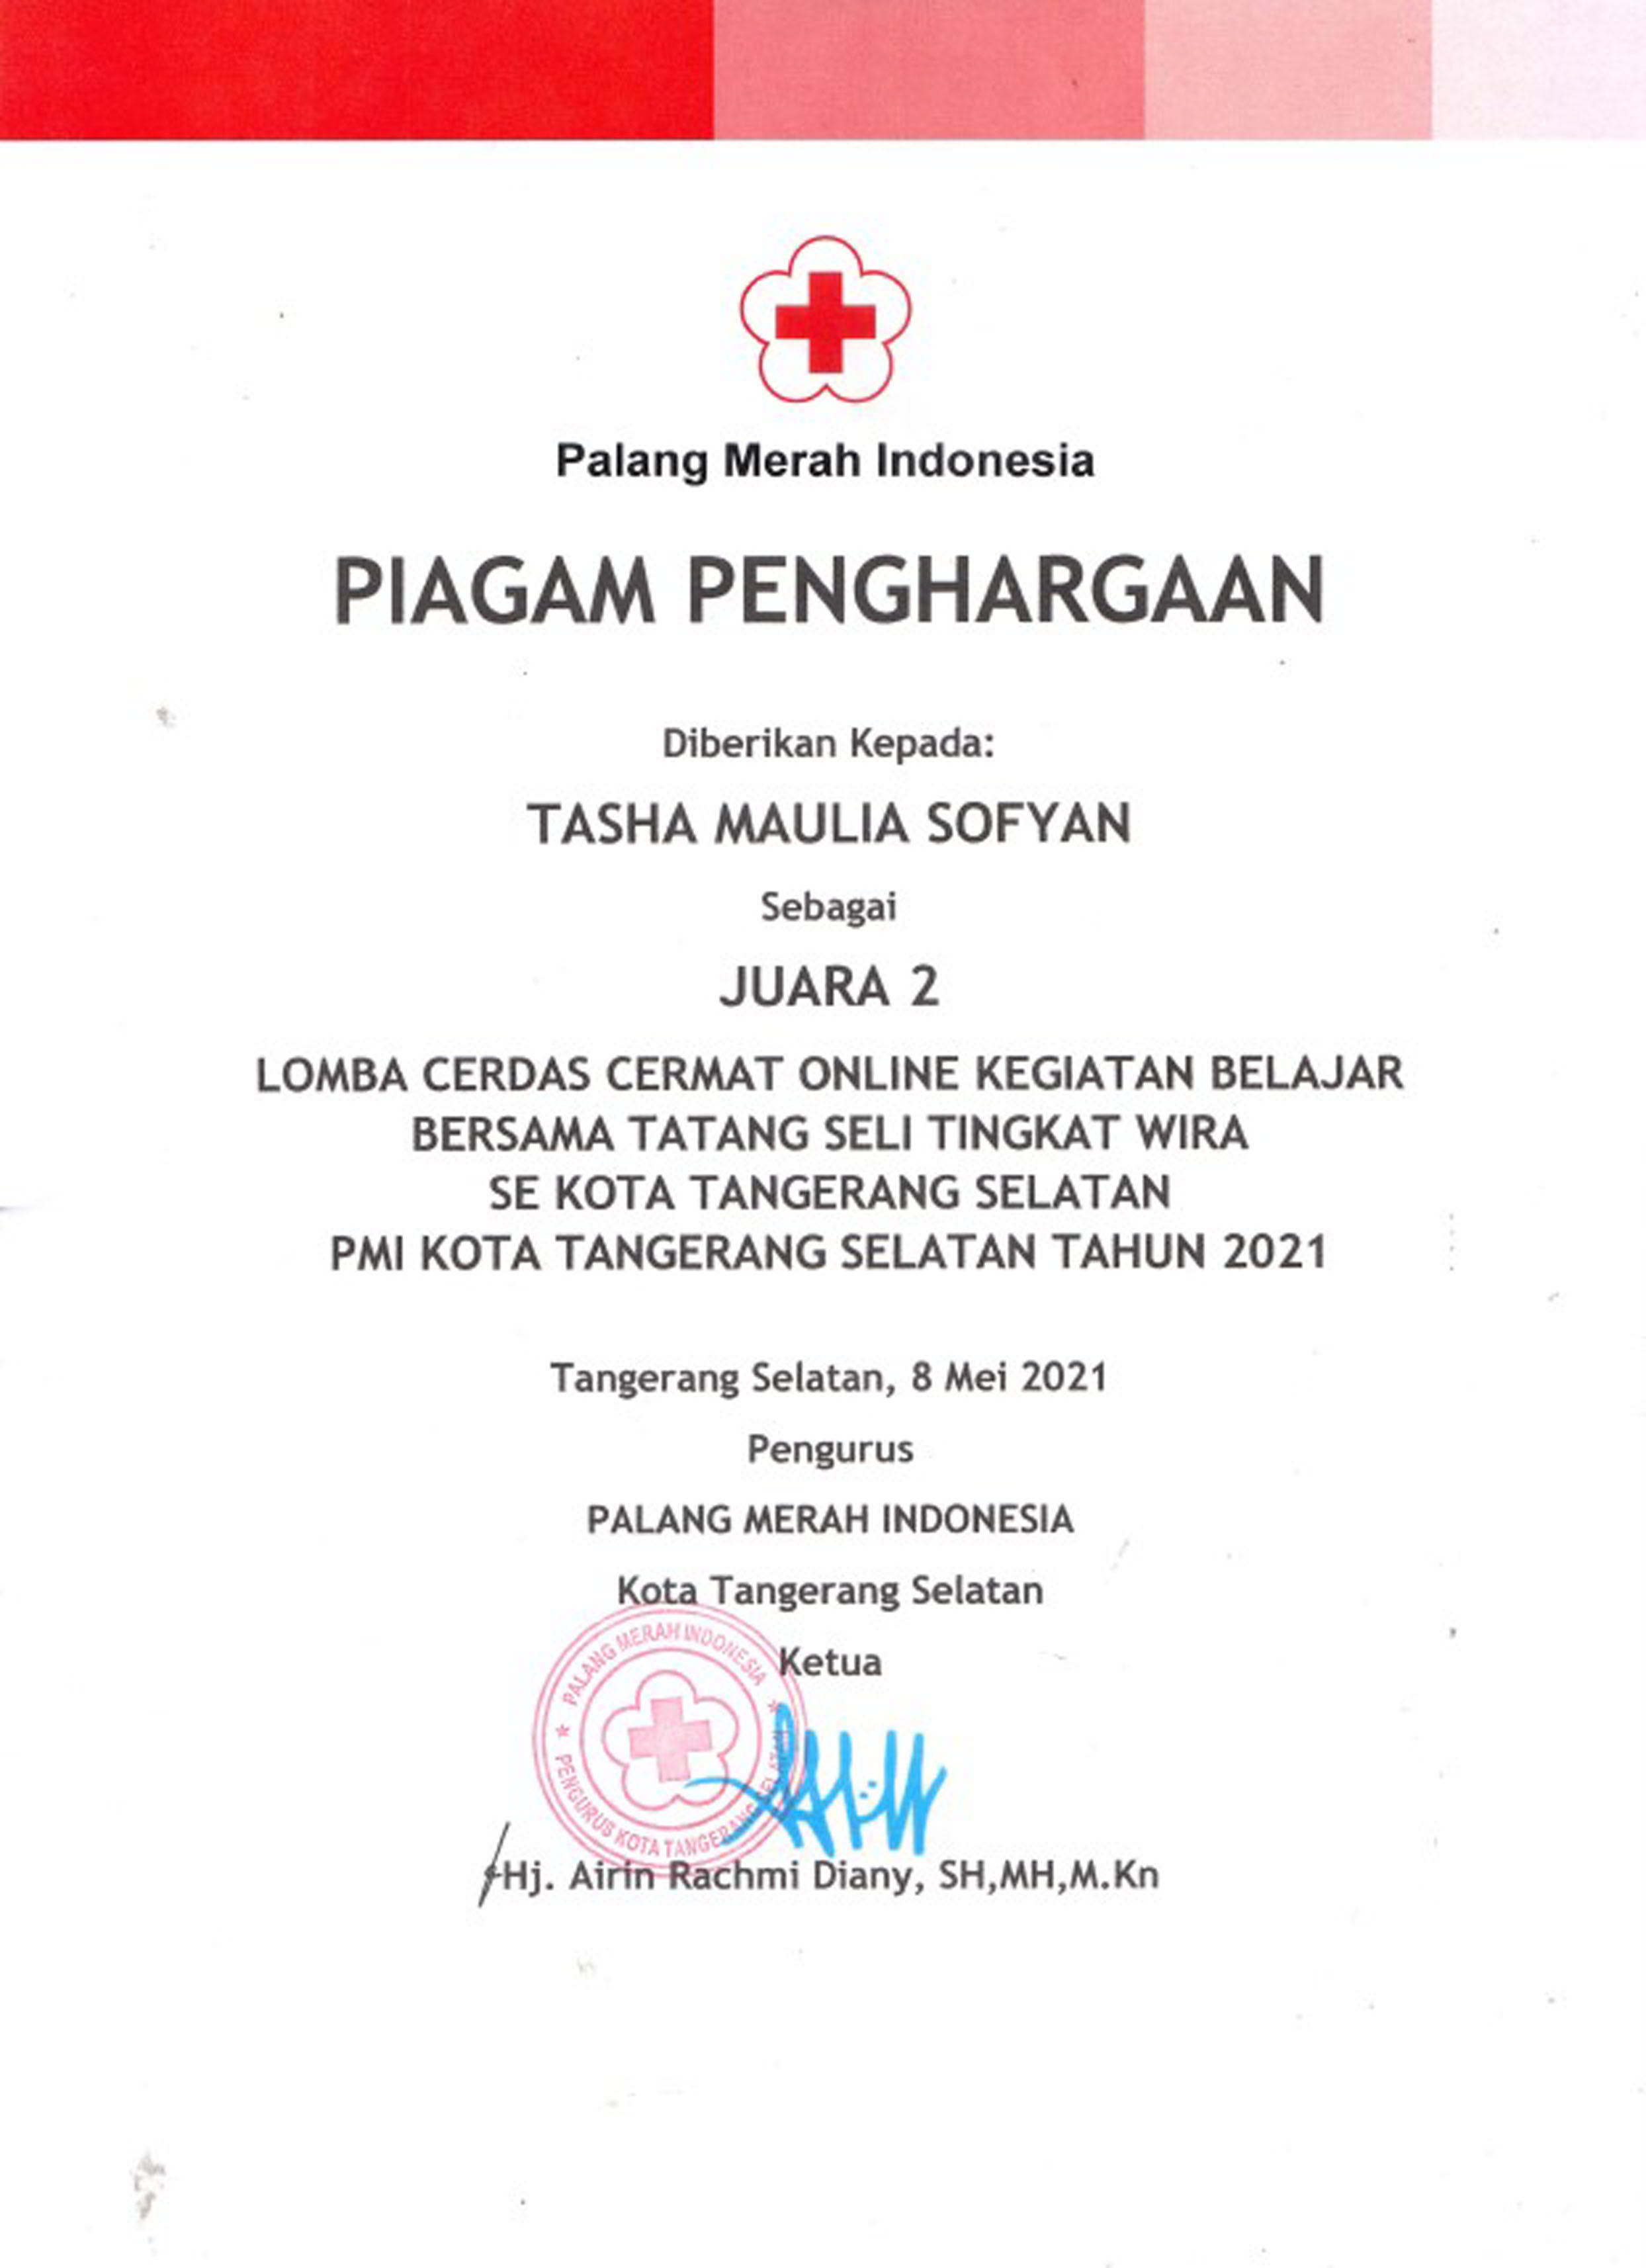 Palang Merah Indonesia
PIAGAM PENGHARGAAN
Diberikan Kepada:
TASHA MAULIA SOFYAN
Sebagai
JUARA 2
LOMBA CERDAS CERMAT ONLINE KEGIATAN BELAJAR
BERSAMA TATANG SELI TINGKAT WIRA
SE KOTA TANGERANG SELATAN
PMI KOTA TANGERANG SELATAN TAHUN 2021
Tangerang Selatan, 8 Mei 2021
Pengurus
PALANG MERAH INDONESIA
Kota Tangerang Selatan
Ketua
PALANG MERAH INDONESIA
PENGURUS KOTA TANGERANG SELATAN
Hj. Airin Rachmi Diany, SH,MH,M.Kn